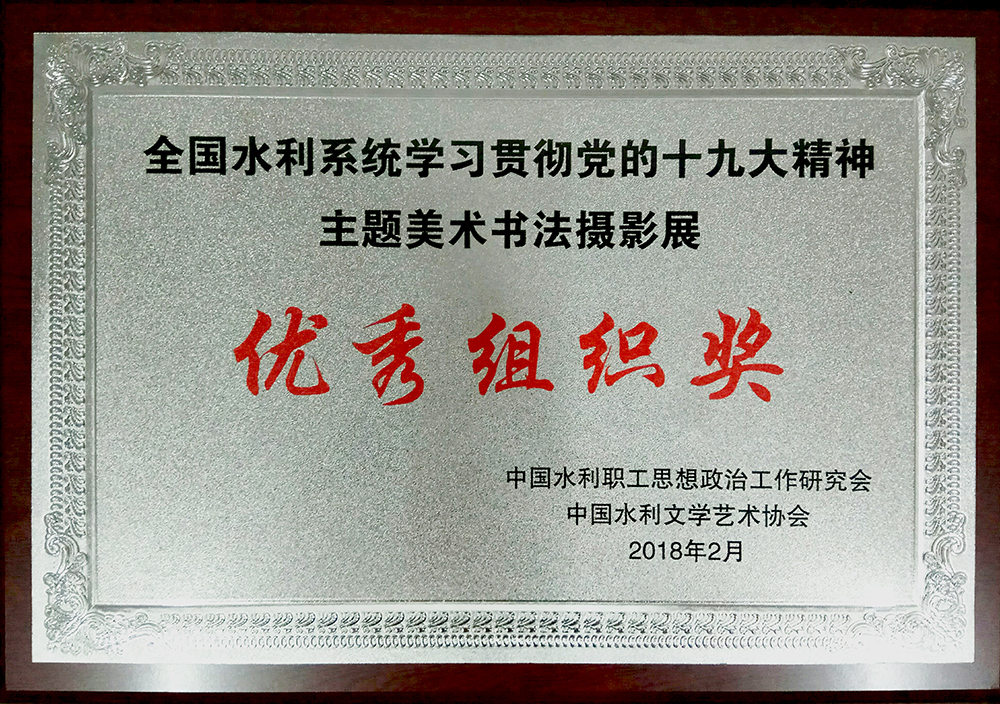 全国水利系统学习贯彻党的十九大精神
主题美术书法摄影展
优秀组织奖
中国水利职工思想政治工作研究会
中国水利文学艺术协会
2018年2月